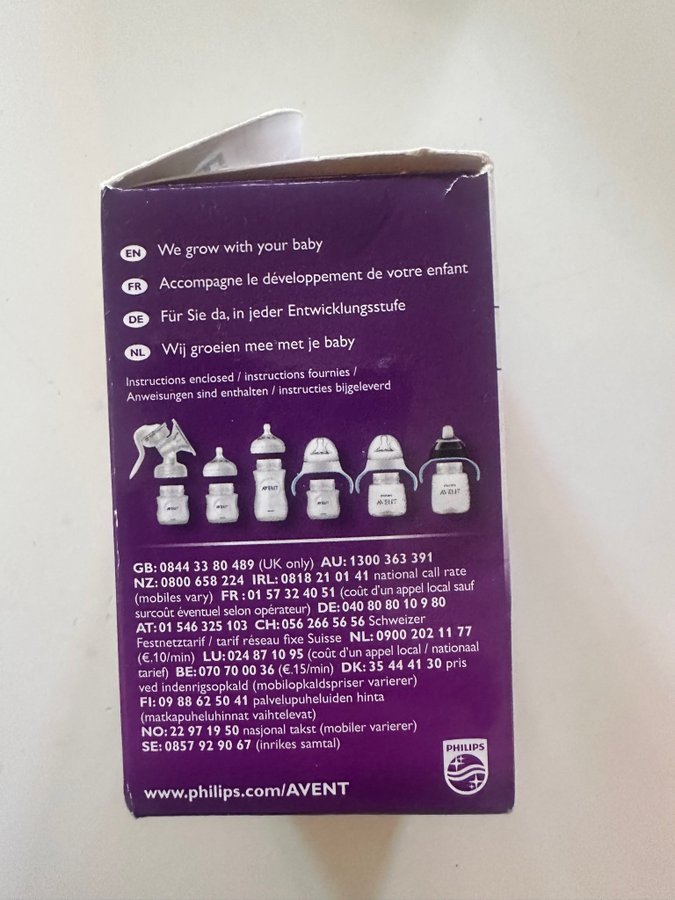 EN We grow with your baby
FR Accompagne le développement de votre enfant
DE Für Sie da, in jeder Entwicklungsstufe
NL Wij groeien mee met je baby
Instructions enclosed / instructions fournies /
Anweisungen sind enthalten / instructies bijgeleverd
AVENT
AVENT
AVENT
AVENT
PHILIPS
AVENT
PHILIPS
AVENT
GB: 0844 33 80 489 (UK only) AU: 1300 363 391
NZ: 0800 658 224 IRL: 0818 21 01 41 national call rate
(mobiles vary) FR: 01 57 32 40 51 (coût d'un appel local sauf
surcoût éventuel selon opérateur) DE: 040 80 80 10 9 80
AT: 01 546 325 103 CH: 056 266 56 56 Schweizer
Festnetztarif / tarif réseau fixe Suisse NL: 0900 202 11 77
(€.10/min) LU: 024 87 10 95 (coût d'un appel local / nationaal
tarief) BE: 070 70 00 36 (€.15/min) DK: 35 44 41 30 pris
ved indenrigsopkald (mobilopkaldspriser varierer)
FI: 09 88 62 50 41 palvelupuheluiden hinta
(matkapuheluhinnat vaihtelevat)
NO: 22 97 19 50 nasjonal takst (mobiler varierer)
SE: 0857 92 90 67 (inrikes samtal)
PHILIPS
www.philips.com/AVENT